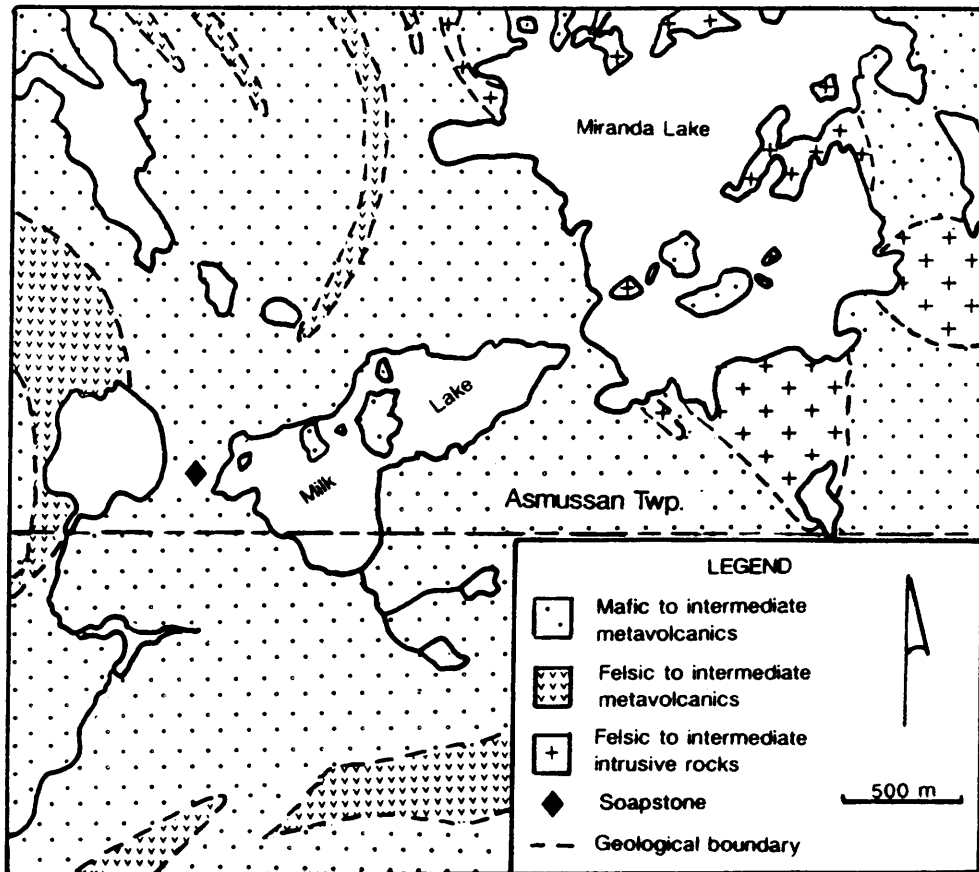 Miranda Lake
Lake
Milk
Asmussan Twp.
LEGEND
Mafic to intermediate
metavolcanics
Felsic to intermediate
metavolcanics
Felsic to intermediate
intrusive rocks
Soapstone
Geological boundary
500 m